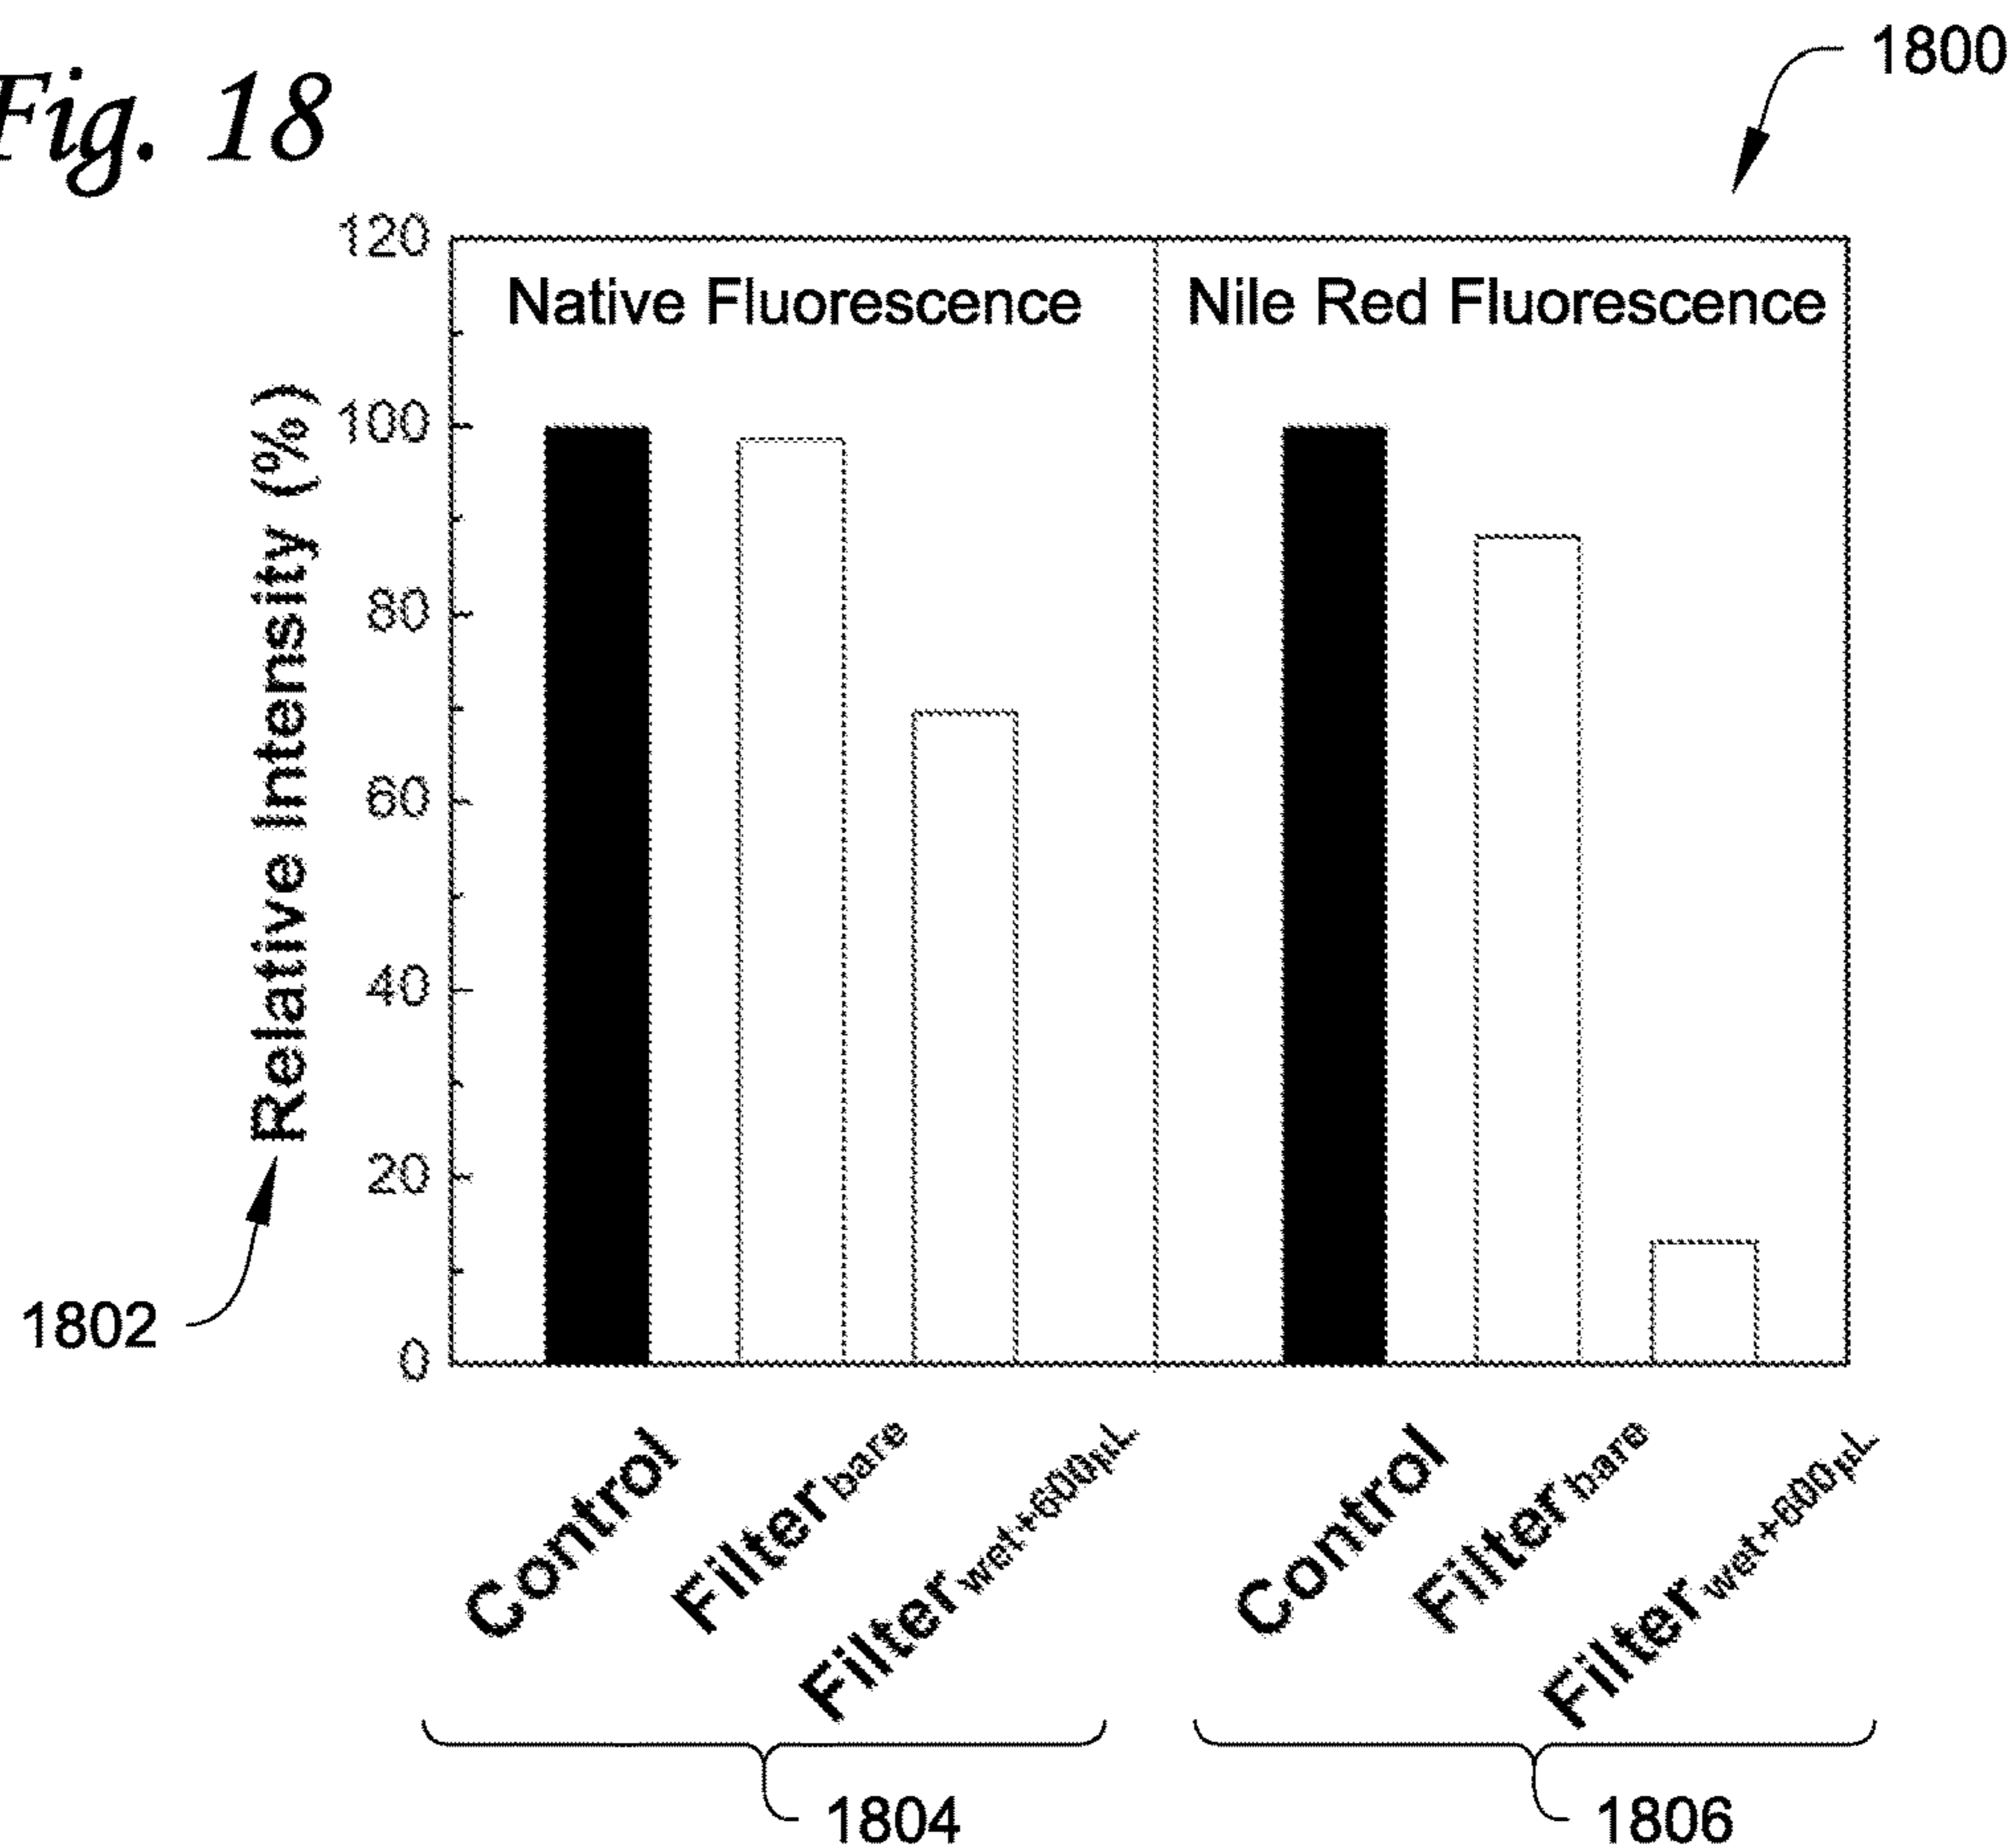 Fig. 18
1800
120
Native Fluorescence
Nile Red Fluorescence
100
80
60
40
20
0
Relative Intensity (%)
1802
Control
Filter bare
Filter wet+600µL
Control
Filter bare
Filter wet+600µL
1804
1806